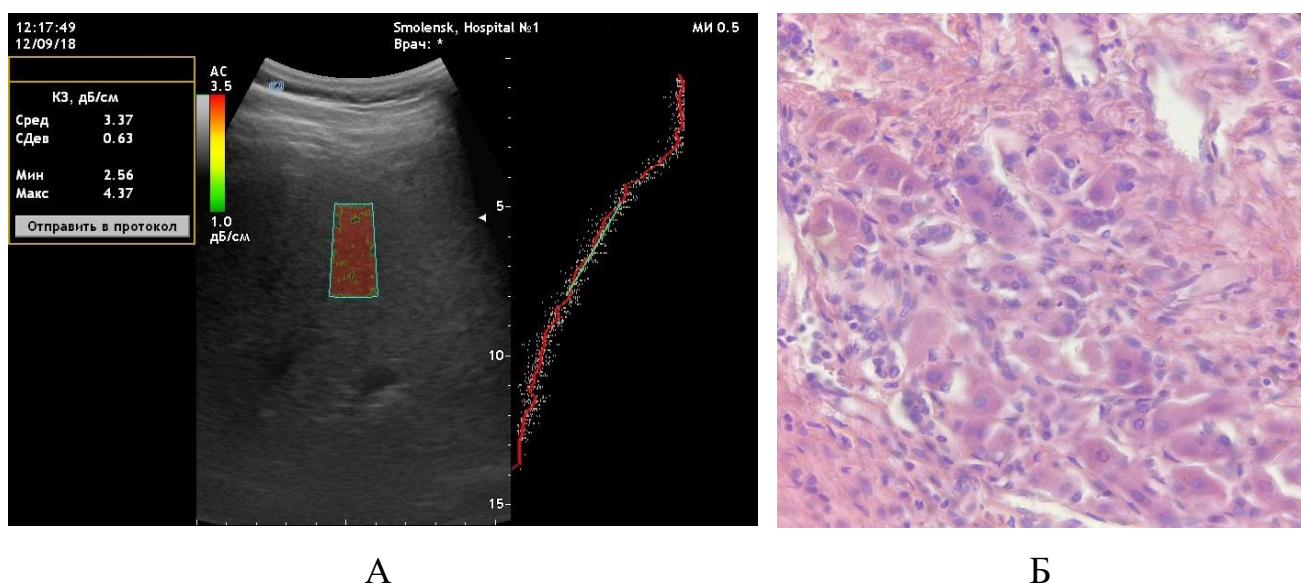 12:17:49
12/09/18
Smolensk, Hospital №1
Врач: *
МИ 0.5
КЗ, дБ/см
Сред 3.37
СДев 0.63
Мин 2.56
Макс 4.37
Отправить в протокол
АС
3.5
1.0
дБ/см
5
10
15
А
Б